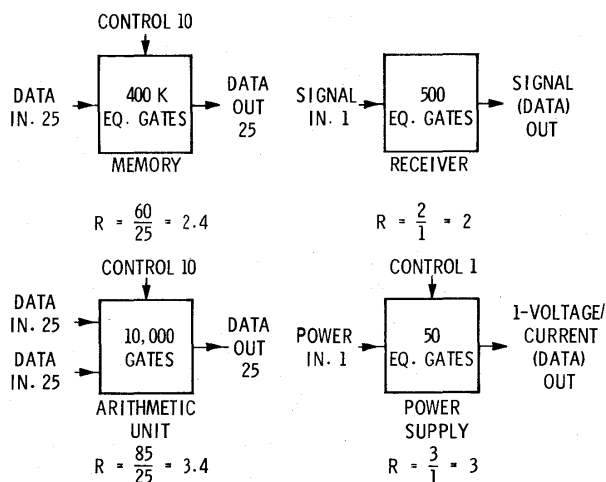 CONTROL 10
DATA
IN. 25
400 K
EQ. GATES
DATA
OUT
25
MEMORY
R = 60/25 = 2.4
SIGNAL
IN. 1
500
EQ. GATES
SIGNAL
(DATA)
OUT
RECEIVER
R = 2/1 = 2
CONTROL 10
DATA
IN. 25
DATA
IN. 25
10,000
GATES
DATA
OUT
25
ARITHMETIC
UNIT
R = 85/25 = 3.4
CONTROL 1
POWER
IN. 1
50
EQ. GATES
1-VOLTAGE/
CURRENT
(DATA)
OUT
POWER
SUPPLY
R = 3/1 = 3